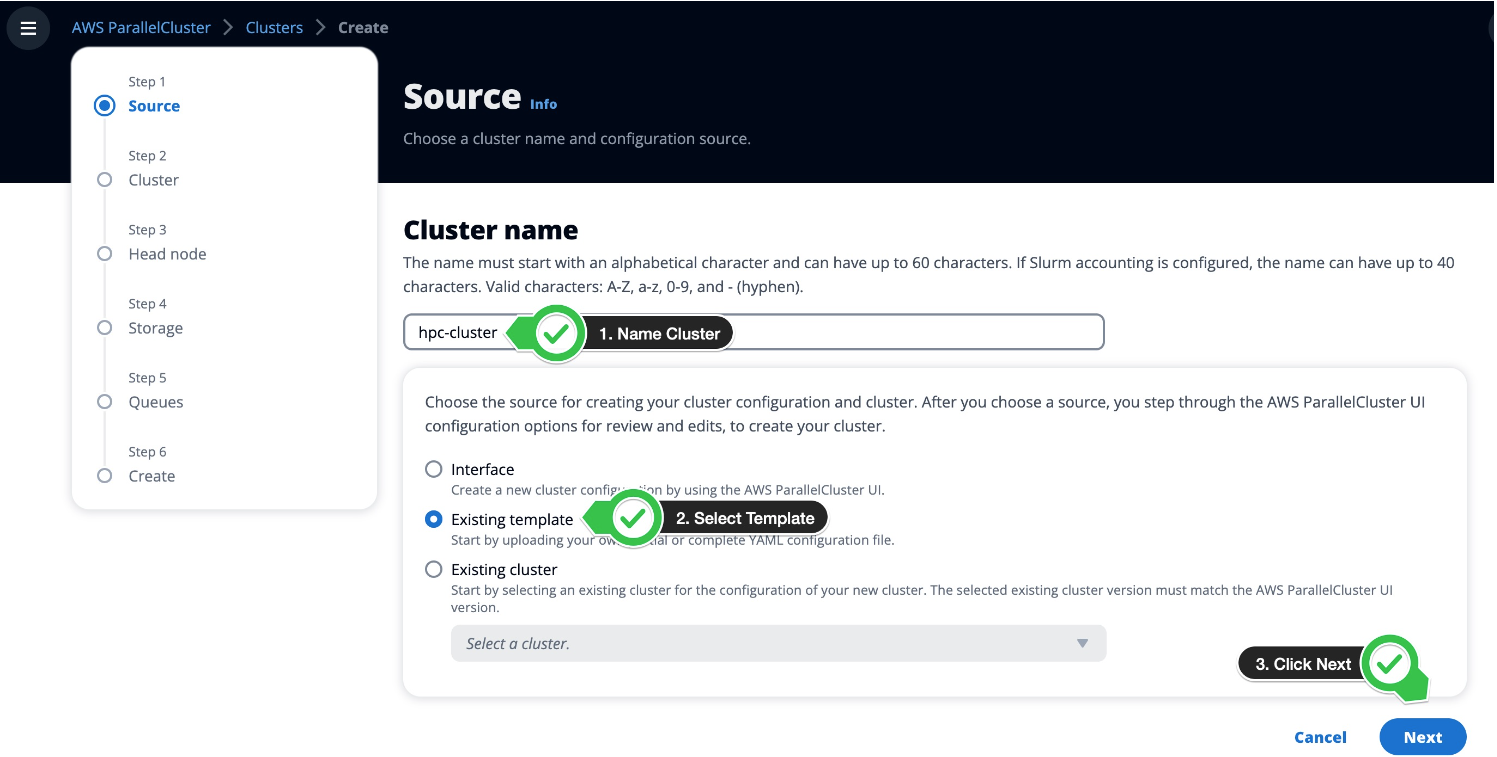 AWS ParallelCluster > Clusters > Create
Step 1
Source
Step 2
Cluster
Step 3
Head node
Step 4
Storage
Step 5
Queues
Step 6
Create
Source Info
Choose a cluster name and configuration source.
Cluster name
The name must start with an alphabetical character and can have up to 60 characters. If Slurm accounting is configured, the name can have up to 40
characters. Valid characters: A-Z, a-z, 0-9, and - (hyphen).
hpc-cluster
1. Name Cluster
Choose the source for creating your cluster configuration and cluster. After you choose a source, you step through the AWS ParallelCluster UI
configuration options for review and edits, to create your cluster.
Interface
Create a new cluster configuration by using the AWS ParallelCluster UI.
Existing template
2. Select Template
Start by uploading your own partial or complete YAML configuration file.
Existing cluster
Start by selecting an existing cluster for the configuration of your new cluster. The selected existing cluster version must match the AWS ParallelCluster UI
version.
Select a cluster.
3. Click Next
Cancel
Next